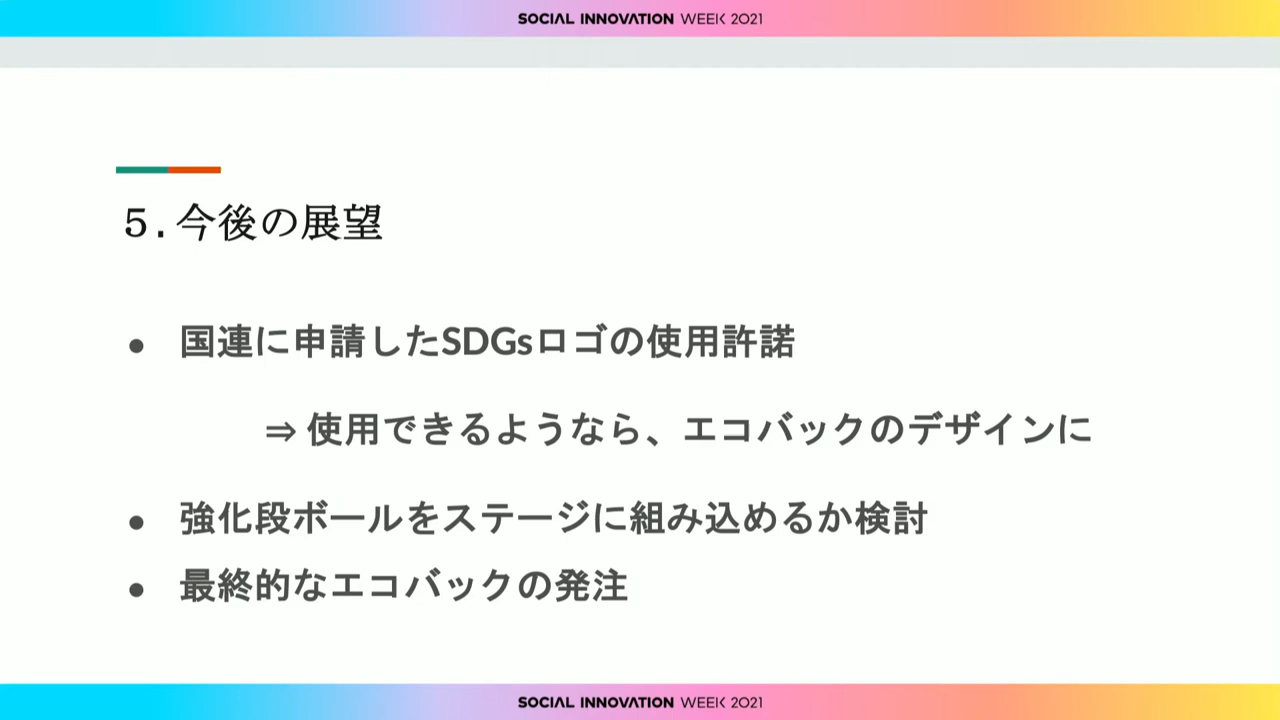 SOCIAL INNOVATION WEEK 2021
５.今後の展望
● 国連に申請したSDGsロゴの使用許諾
⇒ 使用できるようなら、エコバックのデザインに
● 強化段ボールをステージに組み込めるか検討
● 最終的なエコバックの発注
SOCIAL INNOVATION WEEK 2021